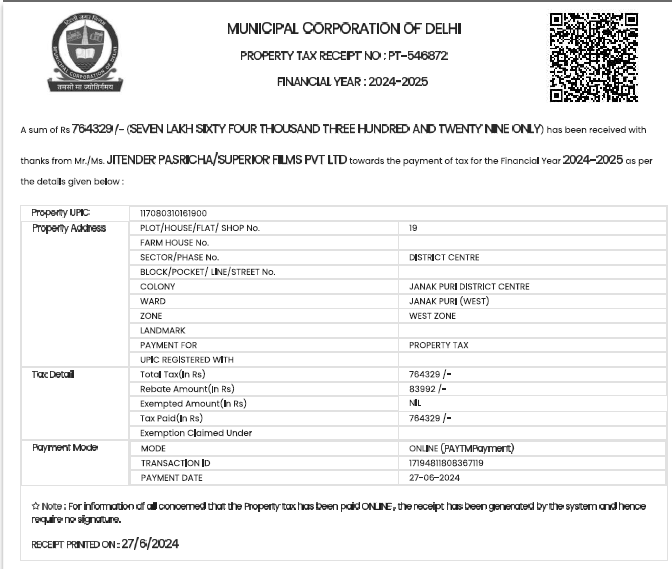 MUNICIPAL CORPORATION OF DELHI
PROPERTY TAX RECEIPT NO : PT-546872
FINANCIAL YEAR : 2024-2025
तमसो मा ज्योतिर्गमय
A sum of Rs 764329/- (SEVEN LAKH SIXTY FOUR THOUSAND THREE HUNDRED AND TWENTY NINE ONLY) has been received with
thanks from Mr./Ms. JITENDER PASRICHA/SUPERIOR FILMS PVT LTD towards the payment of tax for the Financial Year 2024-2025 as per
the details given below :
Property UPIC: 117080310161900
Property Address PLOT/HOUSE/FLAT/ SHOP No. 19
FARM HOUSE No.
SECTOR/PHASE No. DISTRICT CENTRE
BLOCK/POCKET/ LINE/STREET No.
COLONY JANAK PURI DISTRICT CENTRE
WARD JANAK PURI (WEST)
ZONE WEST ZONE
LANDMARK
PAYMENT FOR PROPERTY TAX
UPIC REGISTERED WITH
Tax Detail Total Tax(In Rs) 764329 /-
Rebate Amount(In Rs) 83992 /-
Exempted Amount(In Rs) NIL
Tax Paid(In Rs) 764329 /-
Exemption Claimed Under
Payment Mode MODE ONLINE (PAYTMPayment)
TRANSACTION ID 17194811808367119
PAYMENT DATE 27-06-2024
☆ Note : For information of all concerned that the Property tax has been paid ONLINE , the receipt has been generated by the system and hence
require no signature.
RECEIPT PRINTED ON : 27/6/2024